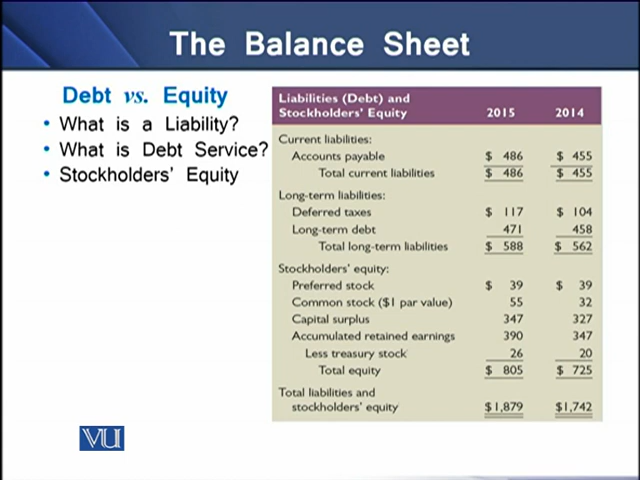 The Balance Sheet
Debt vs. Equity
• What is a Liability?
• What is Debt Service?
• Stockholders' Equity
Liabilities (Debt) and
Stockholders' Equity 2015 2014
Current liabilities:
Accounts payable $ 486 $ 455
Total current liabilities $ 486 $ 455
Long-term liabilities:
Deferred taxes $ 117 $ 104
Long-term debt 471 458
Total long-term liabilities $ 588 $ 562
Stockholders' equity:
Preferred stock $ 39 $ 39
Common stock ($1 par value) 55 32
Capital surplus 347 327
Accumulated retained earnings 390 347
Less treasury stock 26 20
Total equity $ 805 $ 725
Total liabilities and
stockholders' equity $1,879 $1,742
VU